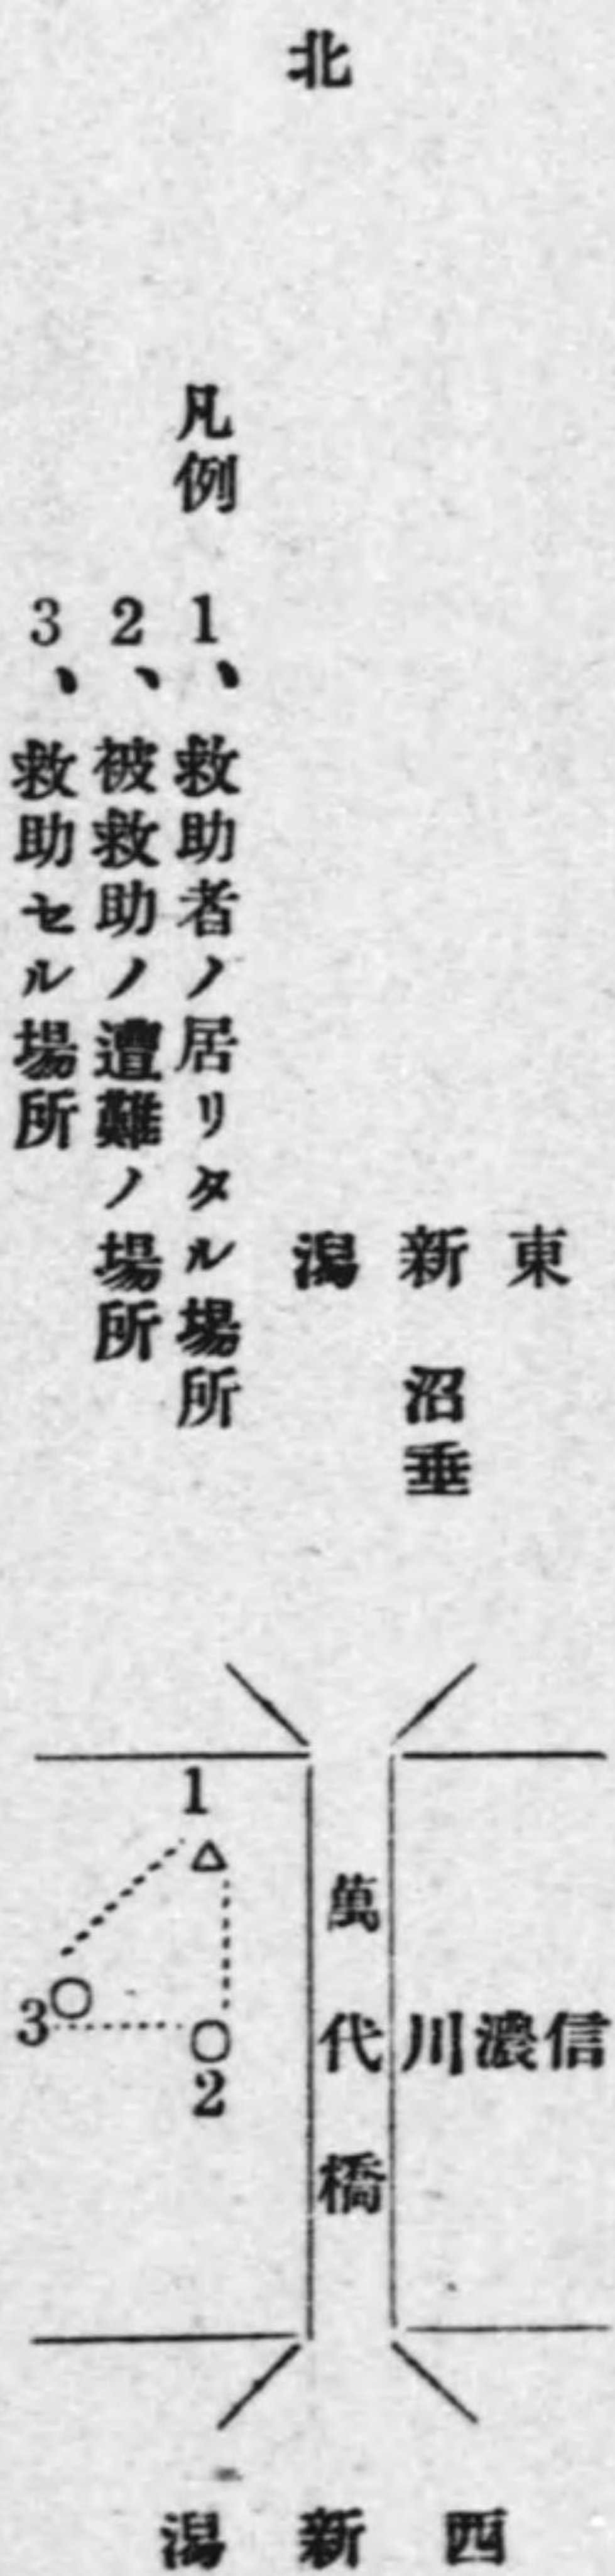 北
東新潟
沼垂
凡例 1、救助者ノ居リタル場所
2、被救助ノ遭難ノ場所
3、救助セル場所
信濃川
萬代橋
1
2
3
西新潟